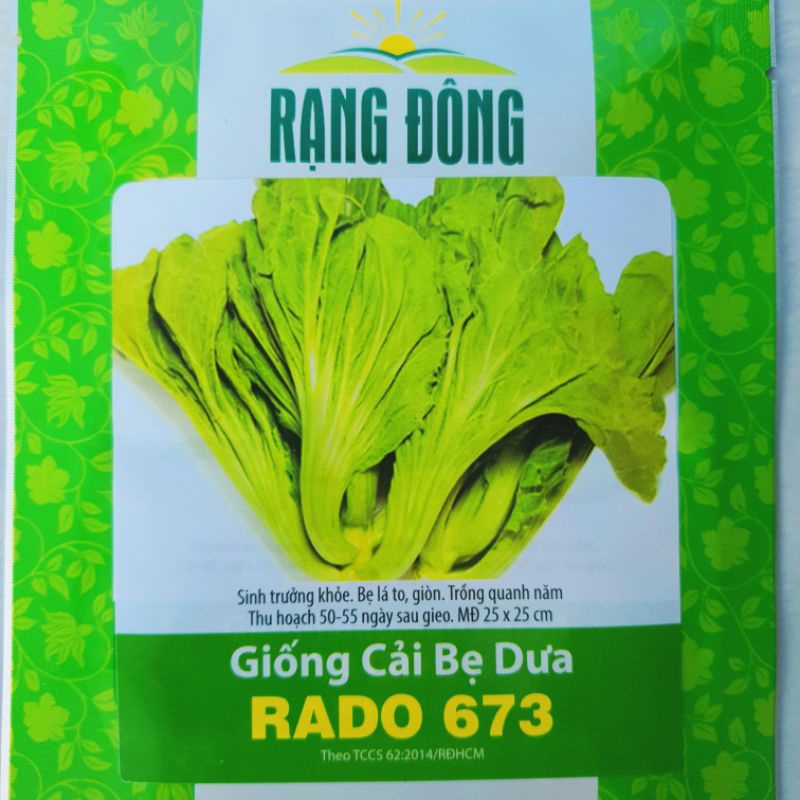 RẠNG ĐÔNG
Sinh trưởng khỏe. Bẹ lá to, giòn. Trồng quanh năm
Thu hoạch 50-55 ngày sau gieo. MĐ 25 x 25 cm
Giống Cải Bẹ Dưa
RADO 673
Theo TCCS 62:2014/RĐHCM